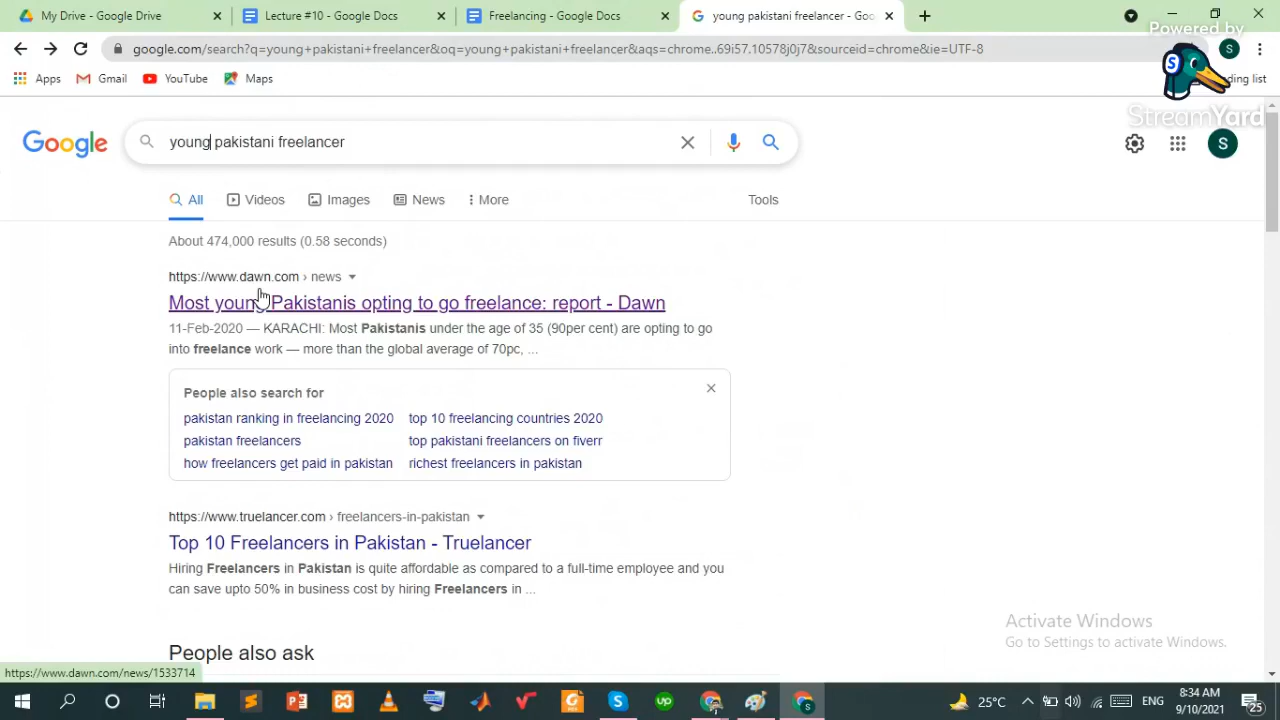 My Drive - Google Drive
Lecture #10 - Google Docs
Freelancing - Google Docs
young pakistani freelancer - Goo
google.com/search?q=young+pakistani+freelancer&oq=young+pakistani+freelancer&aqs=chrome..69i57.10578j0j7&sourceid=chrome&ie=UTF-8
S
Apps
Gmail
YouTube
Maps
ding list
Powered by
S
StreamYard
Google
young pakistani freelancer
S
All
Videos
Images
News
More
Tools
About 474,000 results (0.58 seconds)
https://www.dawn.com › news
Most young Pakistanis opting to go freelance: report - Dawn
11-Feb-2020 — KARACHI: Most Pakistanis under the age of 35 (90per cent) are opting to go
into freelance work — more than the global average of 70pc, ...
People also search for
pakistan ranking in freelancing 2020
top 10 freelancing countries 2020
pakistan freelancers
top pakistani freelancers on fiverr
how freelancers get paid in pakistan
richest freelancers in pakistan
https://www.truelancer.com › freelancers-in-pakistan
Top 10 Freelancers in Pakistan - Truelancer
Hiring Freelancers in Pakistan is quite affordable as compared to a full-time employee and you
can save upto 50% in business cost by hiring Freelancers in ...
People also ask
Activate Windows
Go to Settings to activate Windows.
https://www.dawn.com/news/1533714
25°C
ENG
8:34 AM
9/10/2021
25